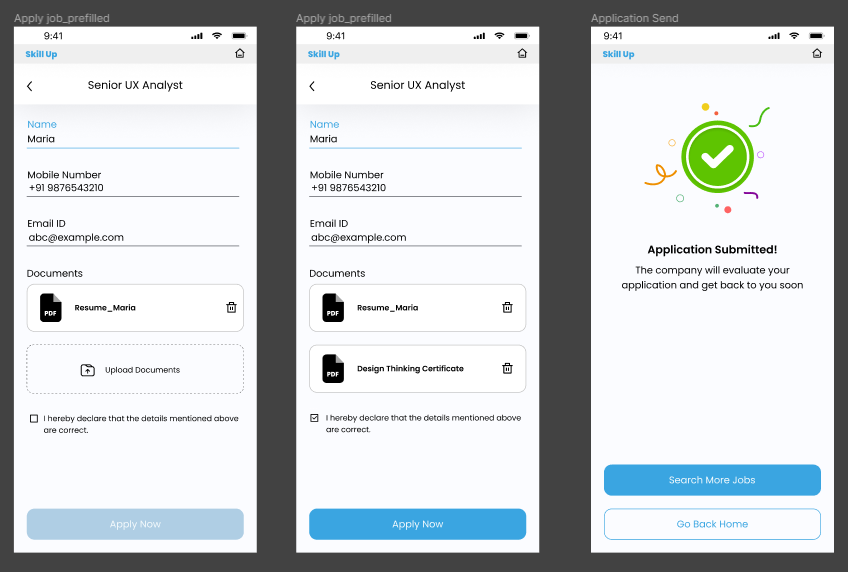 Apply job_prefilled
9:41
Skill Up
Senior UX Analyst
Name
Maria
Mobile Number
+91 9876543210
Email ID
abc@example.com
Documents
PDF
Resume_Maria
Upload Documents
I hereby declare that the details mentioned above
are correct.
Apply Now
Apply job_prefilled
9:41
Skill Up
Senior UX Analyst
Name
Maria
Mobile Number
+91 9876543210
Email ID
abc@example.com
Documents
PDF
Resume_Maria
PDF
Design Thinking Certificate
I hereby declare that the details mentioned above
are correct.
Apply Now
Application Send
9:41
Skill Up
Application Submitted!
The company will evaluate your
application and get back to you soon
Search More Jobs
Go Back Home